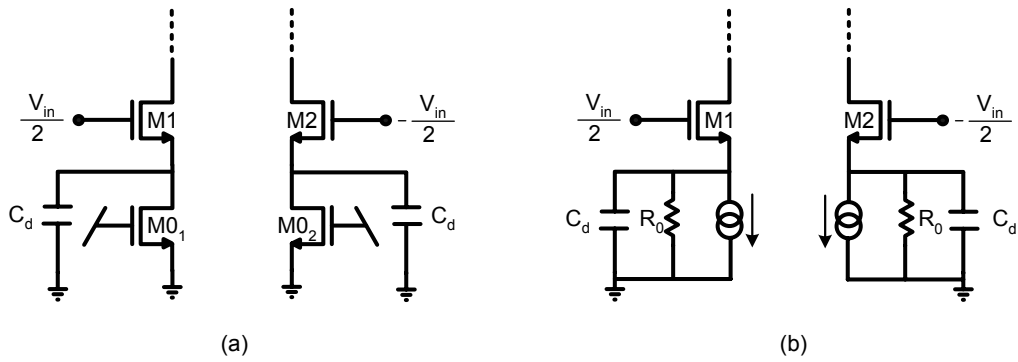 V_in/2
M1
C_d
M0_1
M2
-V_in/2
M0_2
C_d
(a)
V_in/2
M1
C_d
R_0
M2
-V_in/2
R_0
C_d
(b)